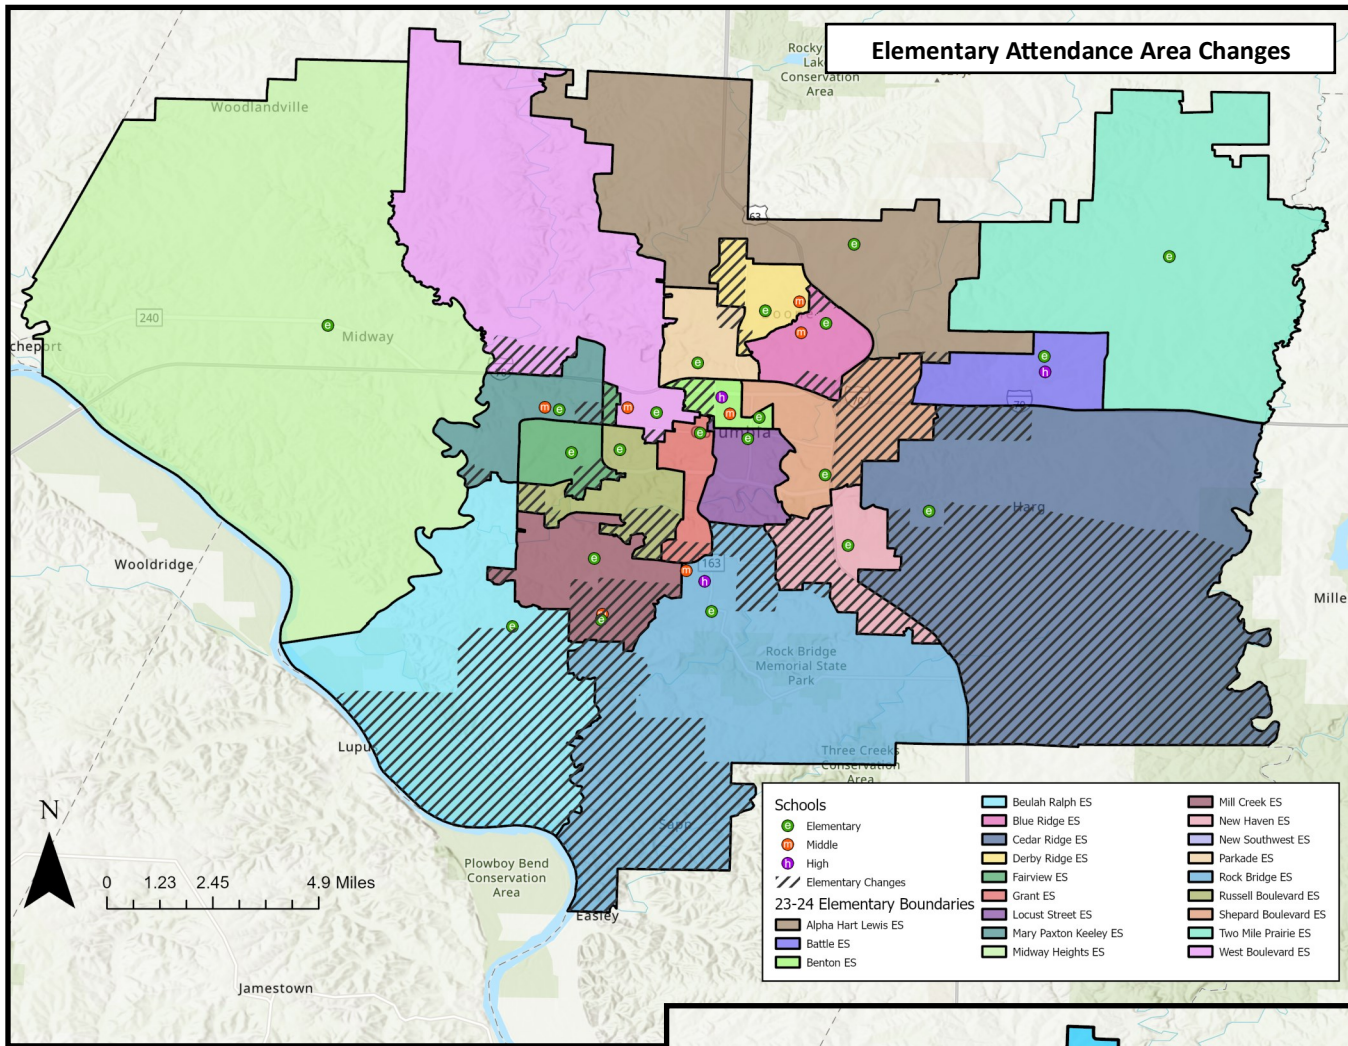 Elementary Attendance Area Changes
Rocky
Lake
Conservation
Area
Woodlandville
63
240
Midway
cheport
70
70
Columbia
Harg
Wooldridge
163
Mille
Rock Bridge
Memorial State
Park
Lupu
Three Creeks
Conservation
Area
Sapp
N
0 1.23 2.45 4.9 Miles
Plowboy Bend
Conservation
Area
Easley
Jamestown
Schools
e Elementary
m Middle
h High
Elementary Changes
23-24 Elementary Boundaries
Alpha Hart Lewis ES
Battle ES
Benton ES
Beulah Ralph ES
Blue Ridge ES
Cedar Ridge ES
Derby Ridge ES
Fairview ES
Grant ES
Locust Street ES
Mary Paxton Keeley ES
Midway Heights ES
Mill Creek ES
New Haven ES
New Southwest ES
Parkade ES
Rock Bridge ES
Russell Boulevard ES
Shepard Boulevard ES
Two Mile Prairie ES
West Boulevard ES